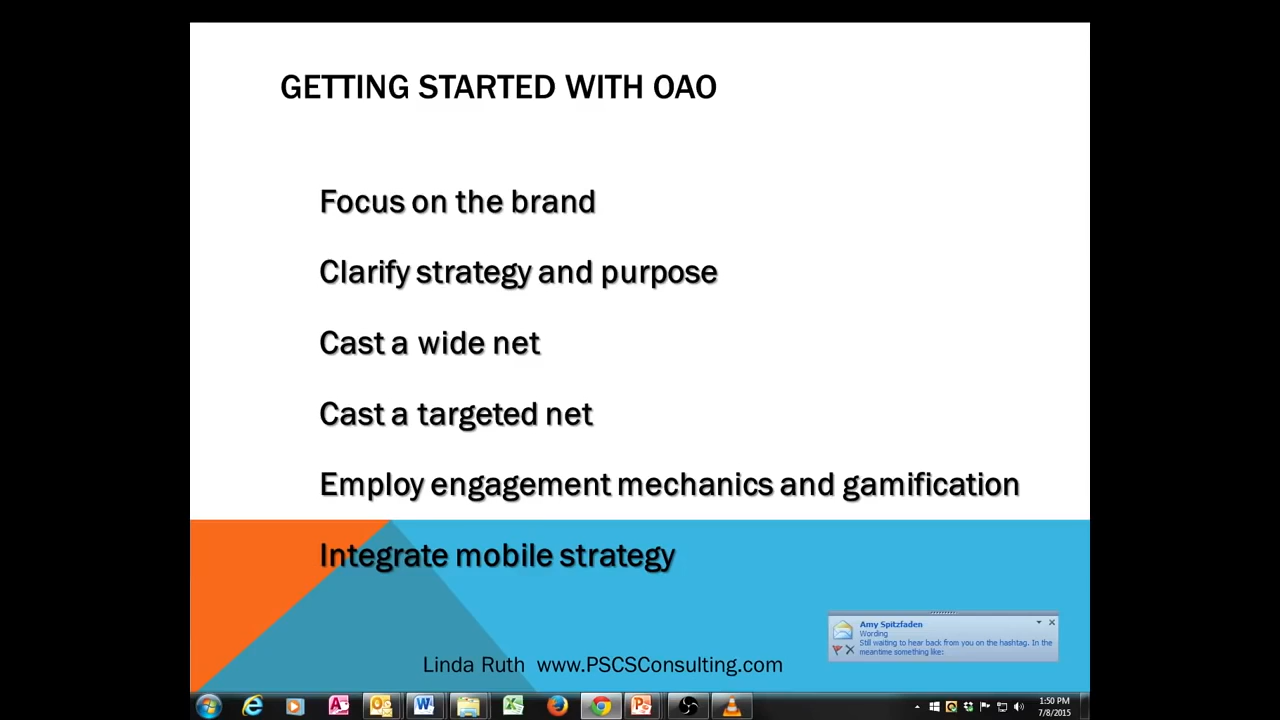 GETTING STARTED WITH OAO
Focus on the brand
Clarify strategy and purpose
Cast a wide net
Cast a targeted net
Employ engagement mechanics and gamification
Integrate mobile strategy
Amy Spitzfaden
Wording
Still waiting to hear back from you on the hashtag. In the
meantime something like:
Linda Ruth www.PSCSConsulting.com
1:50 PM
7/8/2015